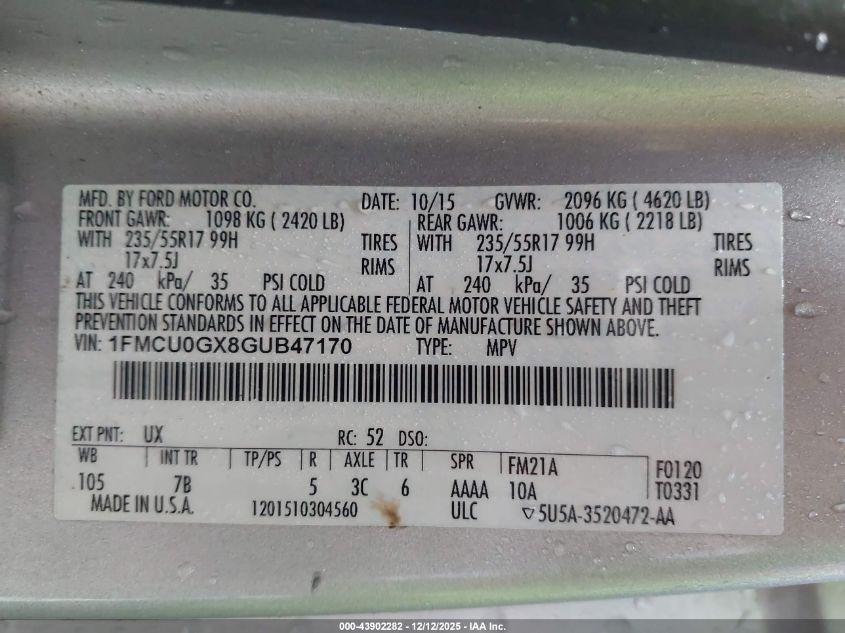 MFD. BY FORD MOTOR CO. DATE: 10/15 GVWR: 2096 KG ( 4620 LB)
FRONT GAWR: 1098 KG ( 2420 LB) REAR GAWR: 1006 KG ( 2218 LB)
WITH 235/55R17 99H TIRES WITH 235/55R17 99H TIRES
17x7.5J RIMS 17x7.5J RIMS
AT 240 kPa/ 35 PSI COLD AT 240 kPa/ 35 PSI COLD
THIS VEHICLE CONFORMS TO ALL APPLICABLE FEDERAL MOTOR VEHICLE SAFETY AND THEFT
PREVENTION STANDARDS IN EFFECT ON THE DATE OF MANUFACTURE SHOWN ABOVE.
VIN: 1FMCU0GX8GUB47170 TYPE: MPV
EXT PNT: UX RC: 52 DSO:
WB INT TR TP/PS R AXLE TR SPR FM21A F0120
105 7B 5 3C 6 AAAA 10A T0331
MADE IN U.S.A. 1201510304560 ULC 5U5A-3520472-AA
000-43902282 - 12/12/2025 - IAA Inc.